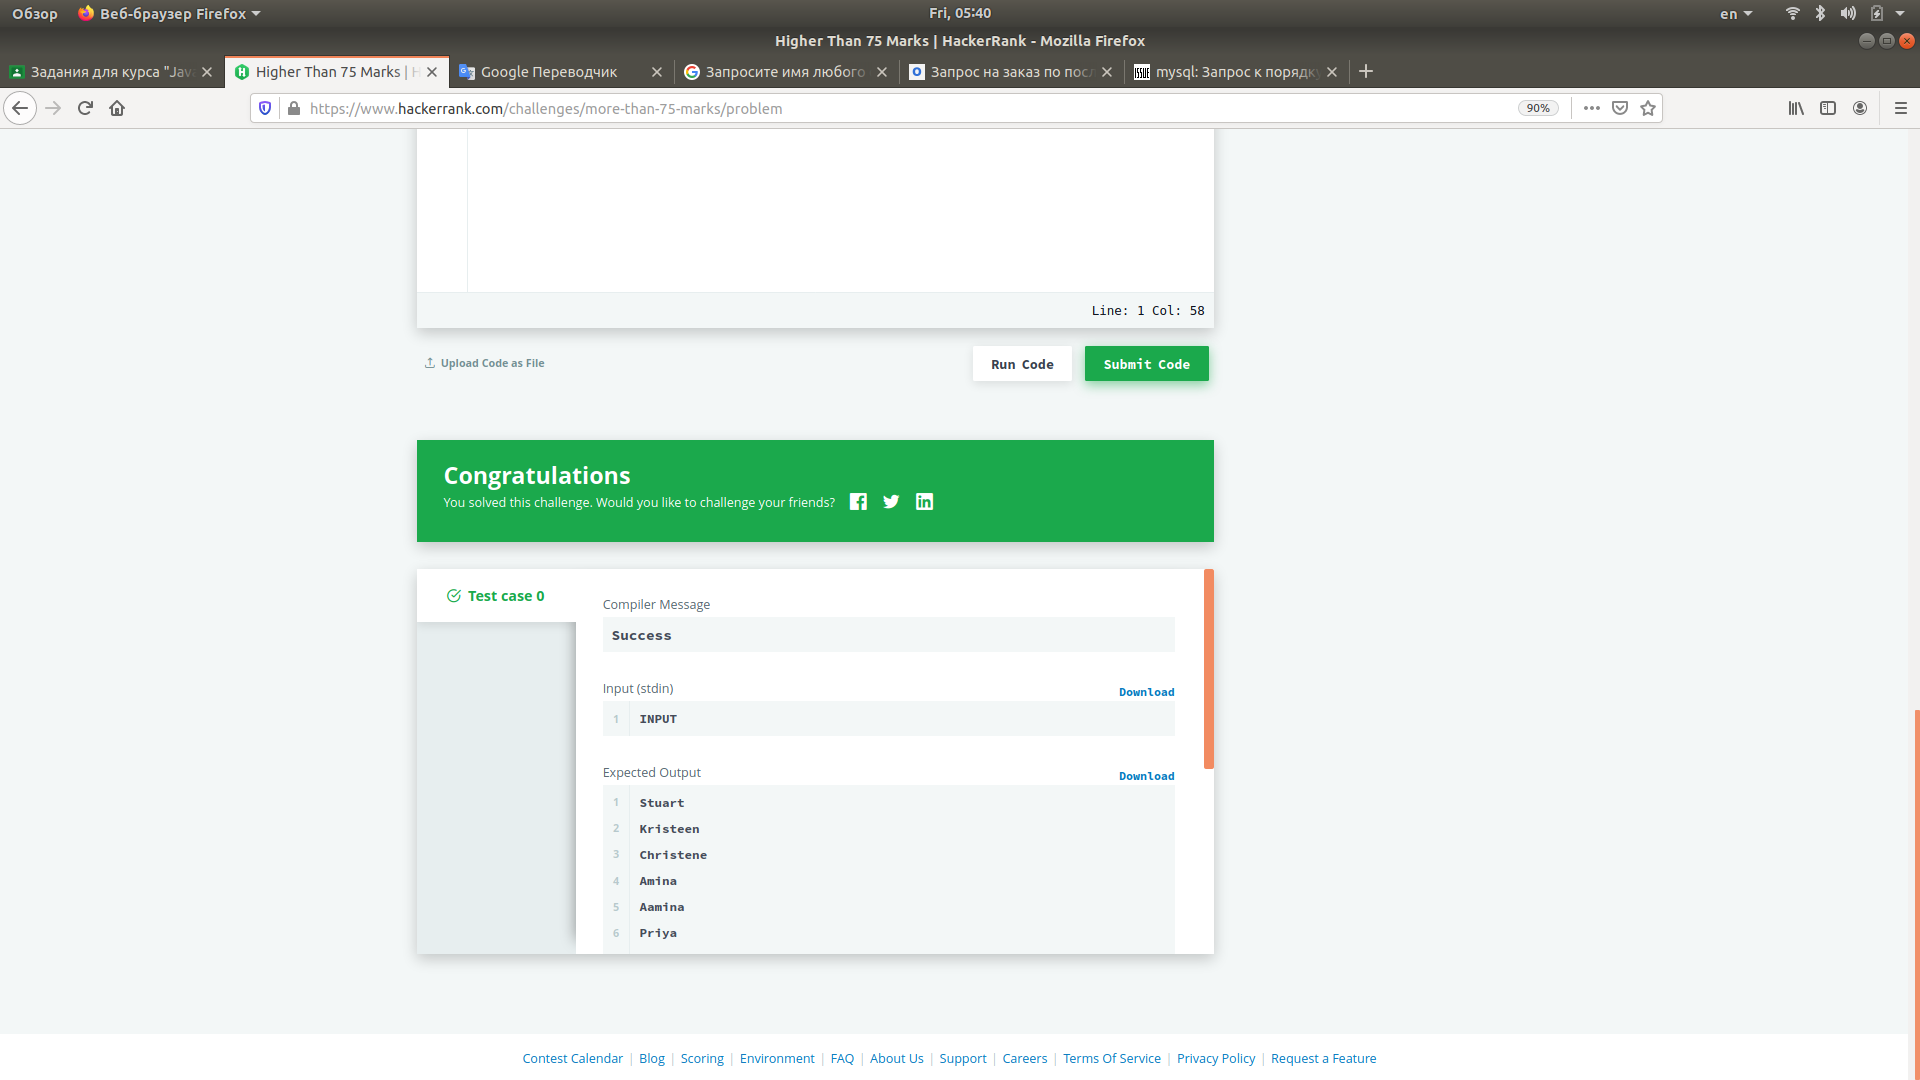 Обзор Веб-браузер Firefox Fri, 05:40 en
Higher Than 75 Marks | HackerRank - Mozilla Firefox
Задания для курса "Jav Higher Than 75 Marks | H Google Переводчик Запросите имя любого Запрос на заказ по посл mysql: Запрос к порядку
https://www.hackerrank.com/challenges/more-than-75-marks/problem 90%
Line: 1 Col: 58
Upload Code as File Run Code Submit Code
Congratulations
You solved this challenge. Would you like to challenge your friends?
Test case 0
Compiler Message
Success
Input (stdin) Download
1 INPUT
Expected Output Download
1 Stuart
2 Kristeen
3 Christene
4 Amina
5 Aamina
6 Priya
Contest Calendar | Blog | Scoring | Environment | FAQ | About Us | Support | Careers | Terms Of Service | Privacy Policy | Request a Feature